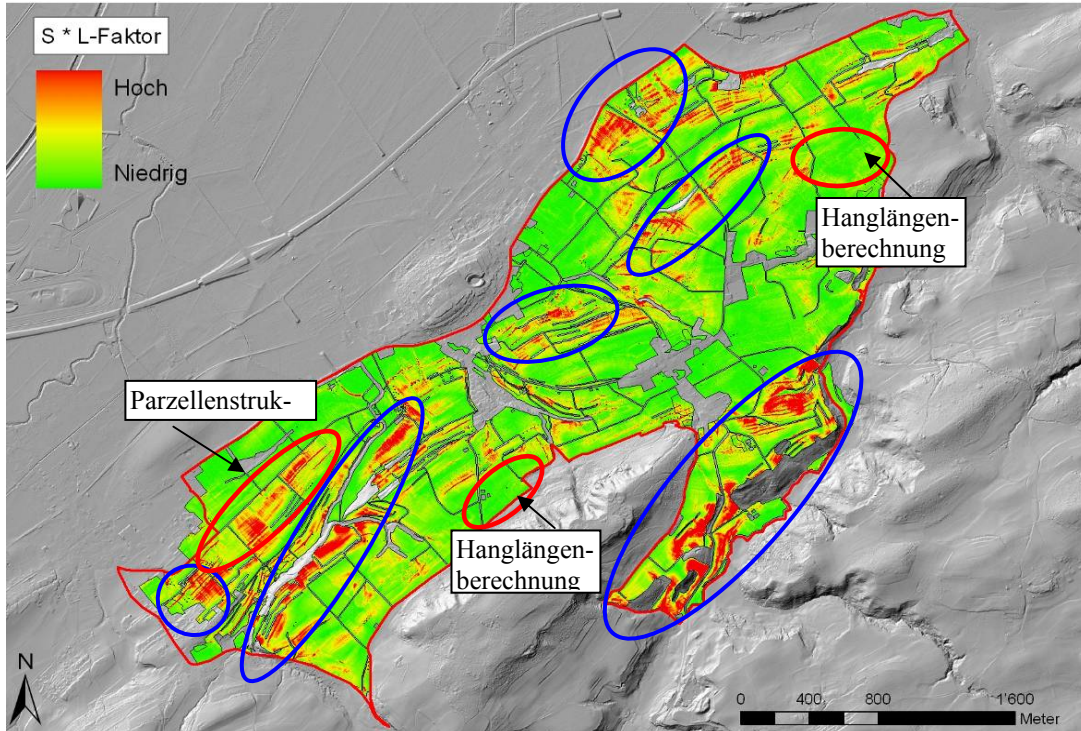 S * L-Faktor
Hoch
Niedrig
Hanglängen-
berechnung
Parzellenstruk-
Hanglängen-
berechnung
N
0 400 800 1'600
Meter